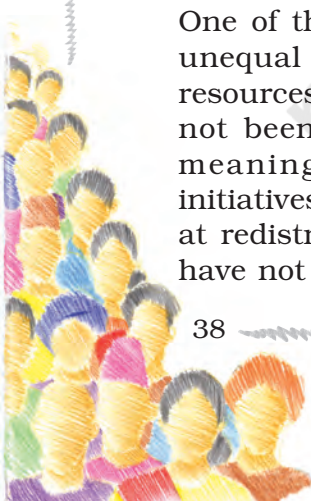 One of th
unequal
resources
not been
meaning
initiatives
at redistr
have not
38